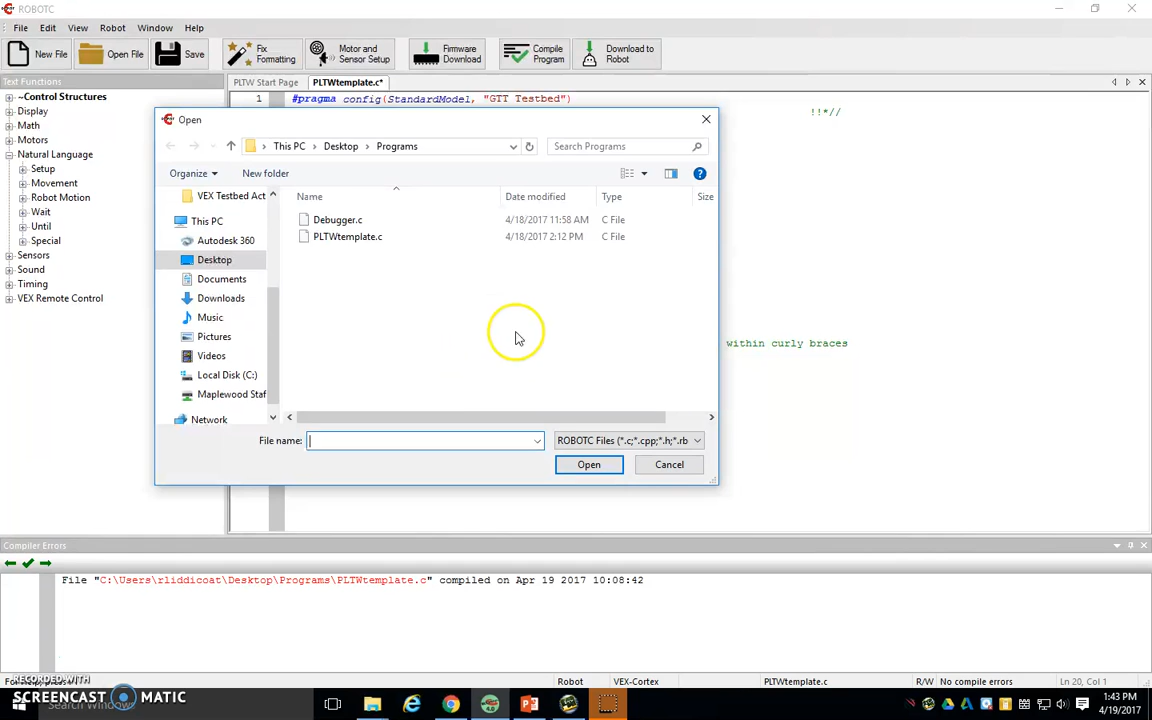 ROBOTC
File Edit View Robot Window Help
New File Open File Save Fix Formatting Motor and Sensor Setup Firmware Download Compile Program Download to Robot
Text Functions
PLTW Start Page PLTWtemplate.c*
~Control Structures
Display
Math
Motors
Natural Language
Setup
Movement
Robot Motion
Wait
Until
Special
Sensors
Sound
Timing
VEX Remote Control
1 #pragma config(StandardModel, "GTT Testbed")
!!*//
within curly braces
Open
This PC Desktop Programs
Search Programs
Organize New folder
Name Date modified Type Size
Debugger.c 4/18/2017 11:58 AM C File
PLTWtemplate.c 4/18/2017 2:12 PM C File
VEX Testbed Act
This PC
Autodesk 360
Desktop
Documents
Downloads
Music
Pictures
Videos
Local Disk (C:)
Maplewood Staf
Network
File name: ROBOTC Files (*.c;*.cpp;*.h;*.rb
Open Cancel
Compiler Errors
File "C:\Users\rliddicoat\Desktop\Programs\PLTWtemplate.c" compiled on Apr 19 2017 10:08:42
Robot VEX-Cortex PLTWtemplate.c R/W No compile errors Ln 20, Col 1
RECORDED WITH
SCREENCAST MATIC
Search Windows
1:43 PM
4/19/2017